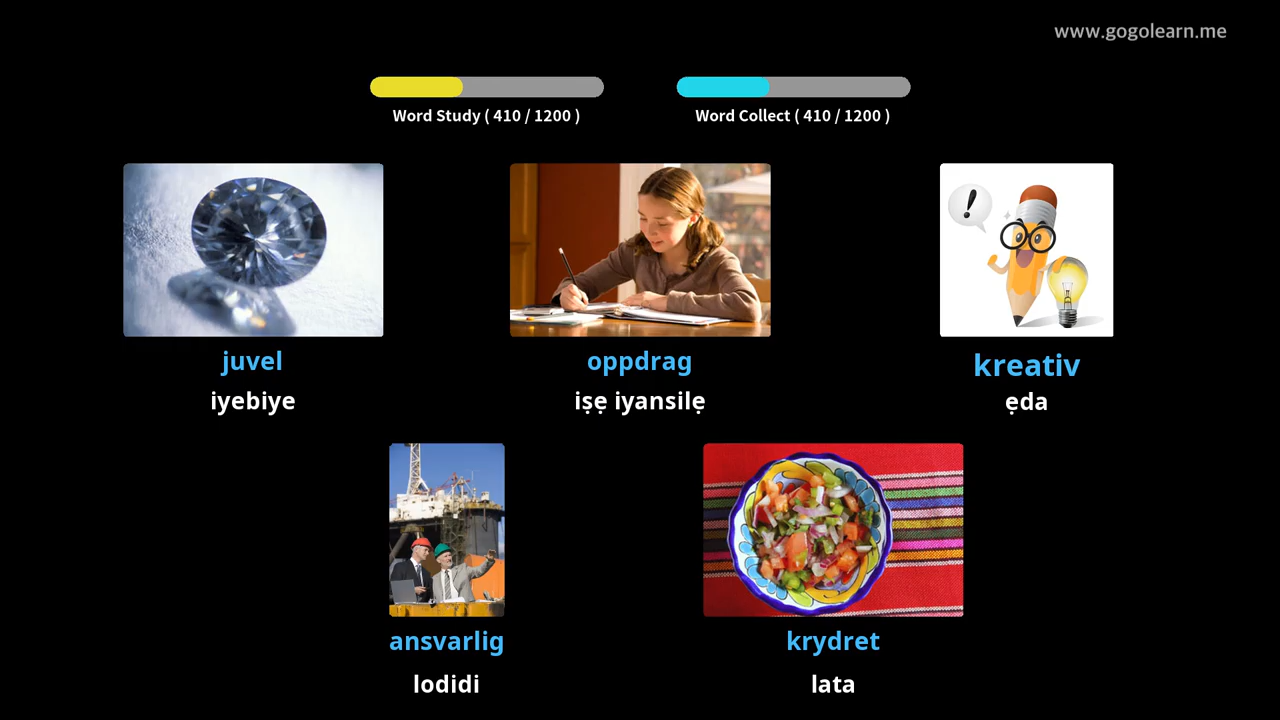 www.gogolearn.me
Word Study ( 410 / 1200 )
Word Collect ( 410 / 1200 )
!
juvel
oppdrag
kreativ
iyebiye
iṣẹ iyansilẹ
ẹda
ansvarlig
krydret
lodidi
lata